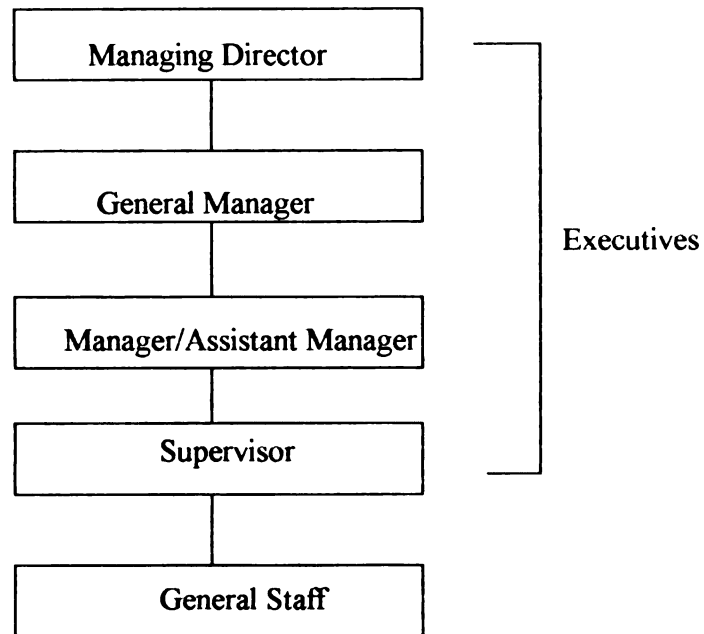 Managing Director
General Manager
Executives
Manager/Assistant Manager
Supervisor
General Staff